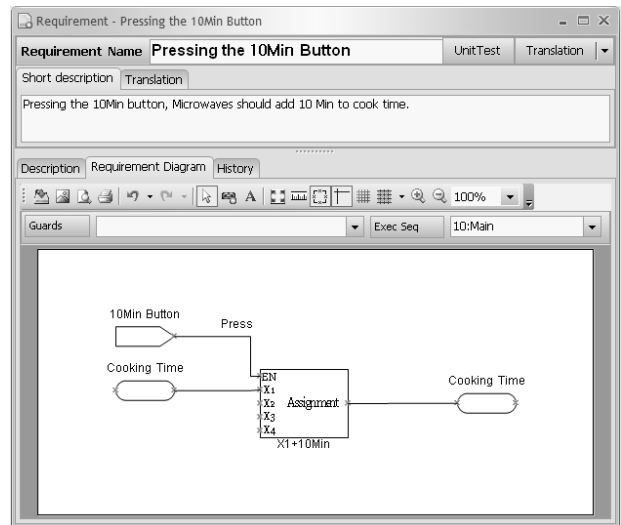 Requirement - Pressing the 10Min Button
Requirement Name Pressing the 10Min Button UnitTest Translation
Short description Translation
Pressing the 10Min button, Microwaves should add 10 Min to cook time.
Description Requirement Diagram History
A 100%
Guards Exec Seq 10:Main
10Min Button
Press
Cooking Time
EN
X1
X2 Assignment
X3
X4
X1+10Min
Cooking Time